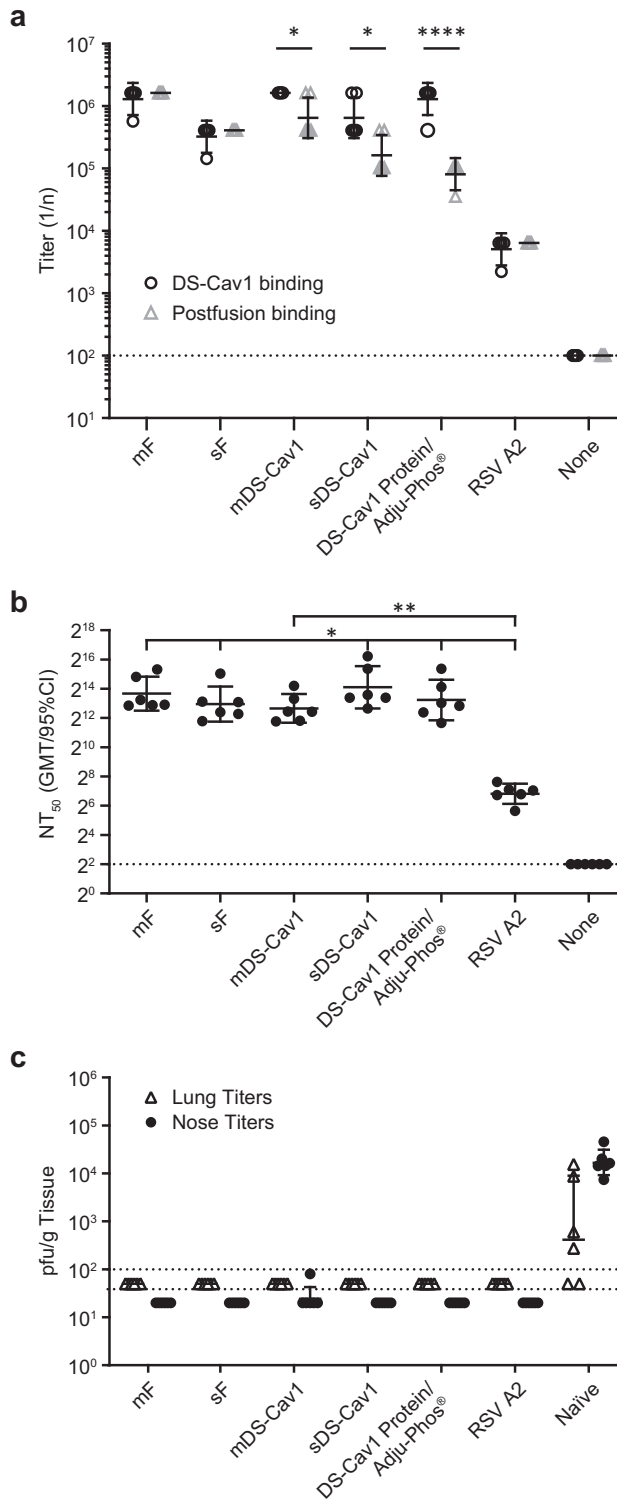 a
* * ****
10⁷
10⁶
10⁵
10⁴
10³
10²
10¹
Titer (1/n)
DS-Cav1 binding
Postfusion binding
mF
sF
mDS-Cav1
sDS-Cav1
DS-Cav1 Protein/
Adju-Phos®
RSV A2
None
b
**
*
2¹⁸
2¹⁶
2¹⁴
2¹²
2¹⁰
2⁸
2⁶
2⁴
2²
2⁰
NT₅₀ (GMT/95%CI)
mF
sF
mDS-Cav1
sDS-Cav1
DS-Cav1 Protein/
Adju-Phos®
RSV A2
None
c
10⁶
10⁵
10⁴
10³
10²
10¹
10⁰
pfu/g Tissue
Lung Titers
Nose Titers
mF
sF
mDS-Cav1
sDS-Cav1
DS-Cav1 Protein/
Adju-Phos®
RSV A2
Naïve